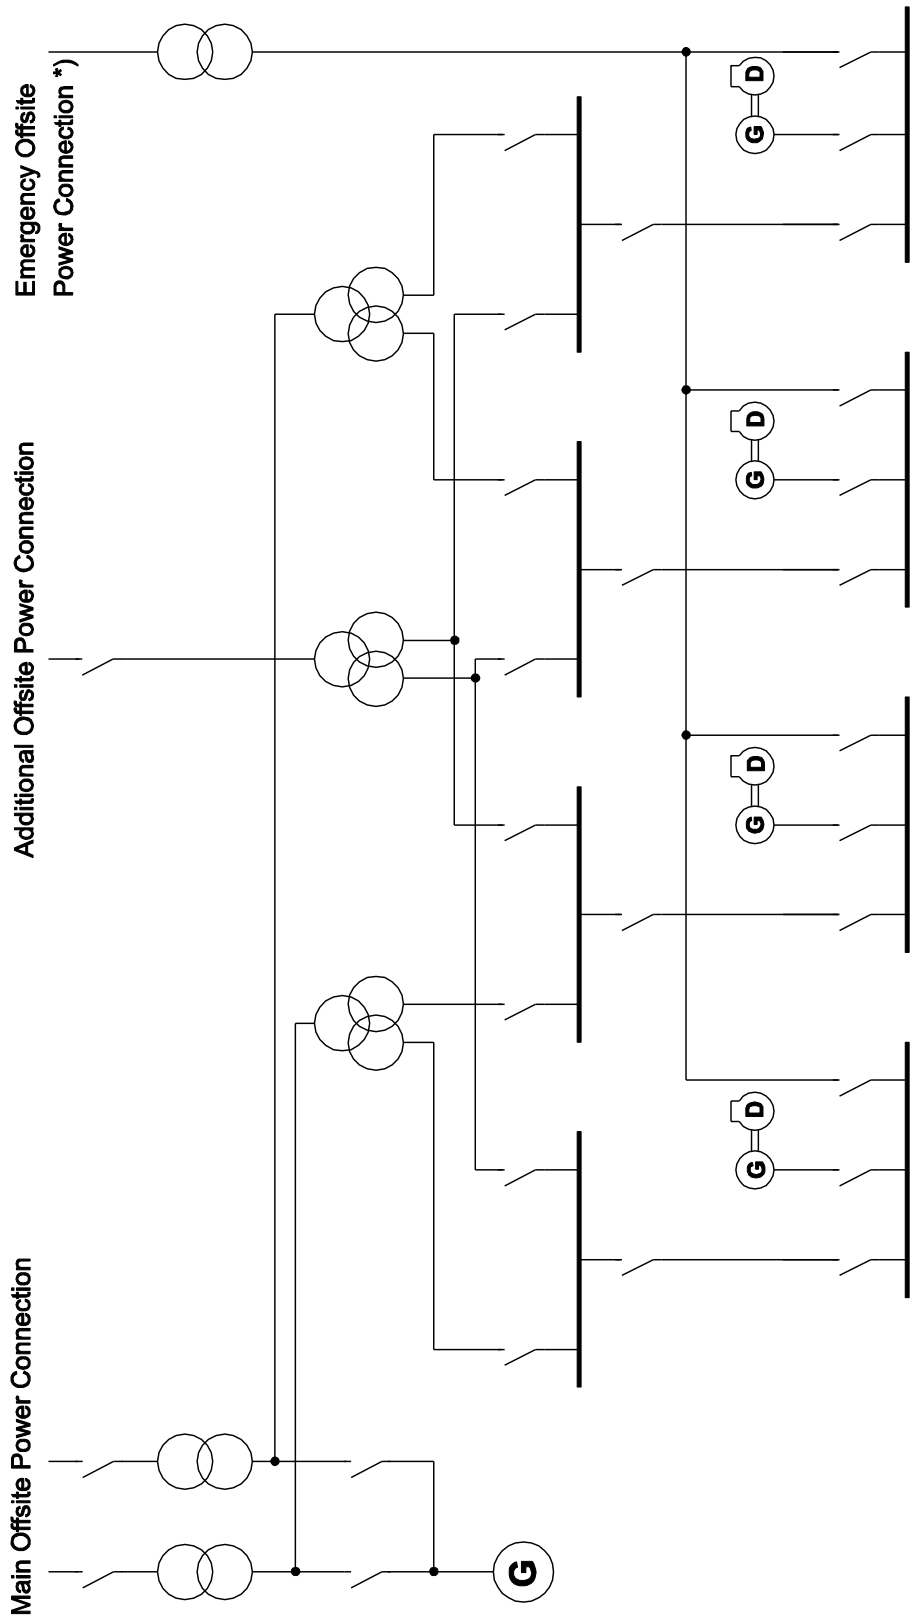 Main Offsite Power Connection
Additional Offsite Power Connection
Emergency Offsite
Power Connection *)
G
G
D
G
D
G
D
G
D